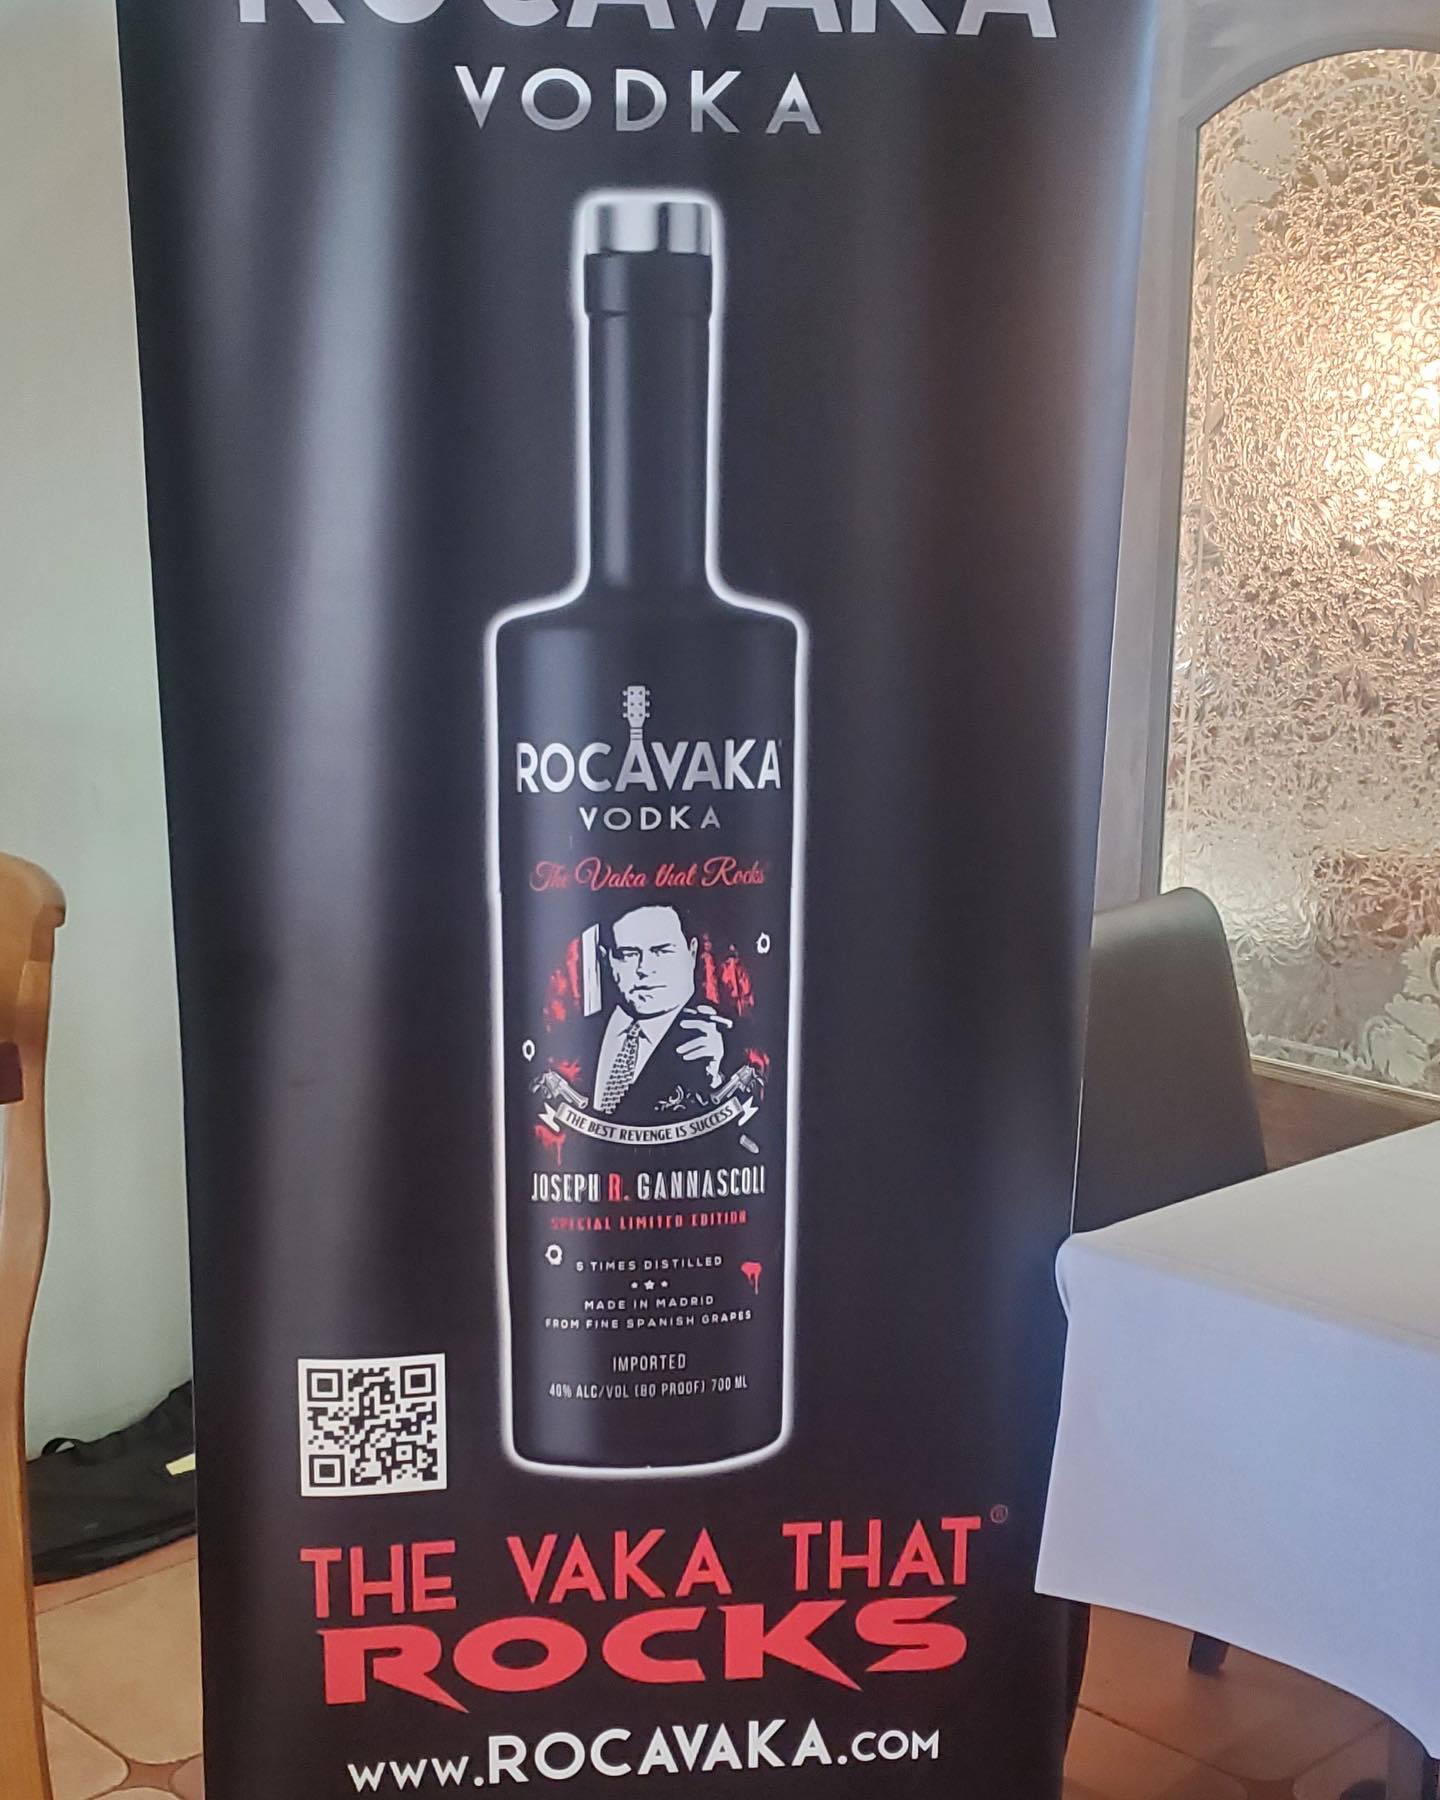 ROCAVAKA
VODKA
ROCAVAKA
VODKA
The Vaka that Rocks
THE BEST REVENGE IS SUCCESS
JOSEPH R. GANNASCOLI
SPECIAL LIMITED EDITION
5 TIMES DISTILLED
MADE IN MADRID
FROM FINE SPANISH GRAPES
IMPORTED
40% ALC/VOL (80 PROOF) 700 ML
THE VAKA THAT®
ROCKS
www.ROCAVAKA.COM